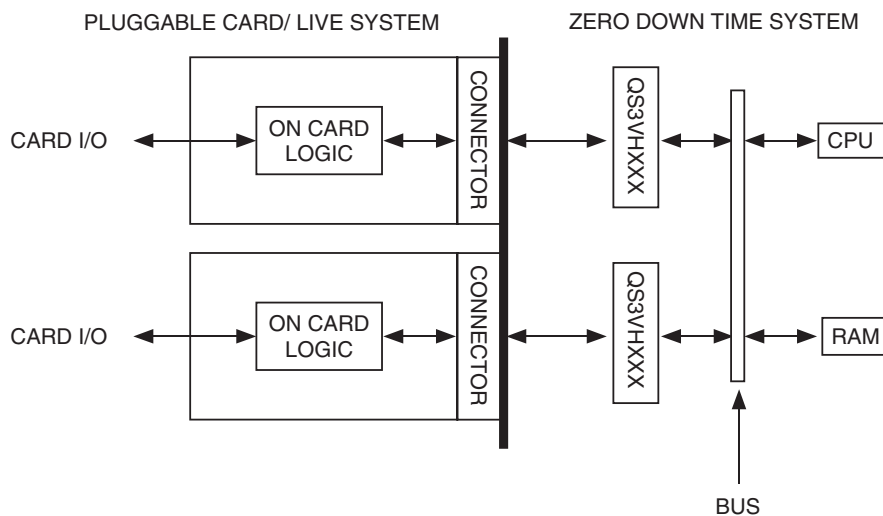 PLUGGABLE CARD/ LIVE SYSTEM
ZERO DOWN TIME SYSTEM
CARD I/O
ON CARD
LOGIC
CONNECTOR
QS3VHXXX
CPU
CARD I/O
ON CARD
LOGIC
CONNECTOR
QS3VHXXX
RAM
BUS